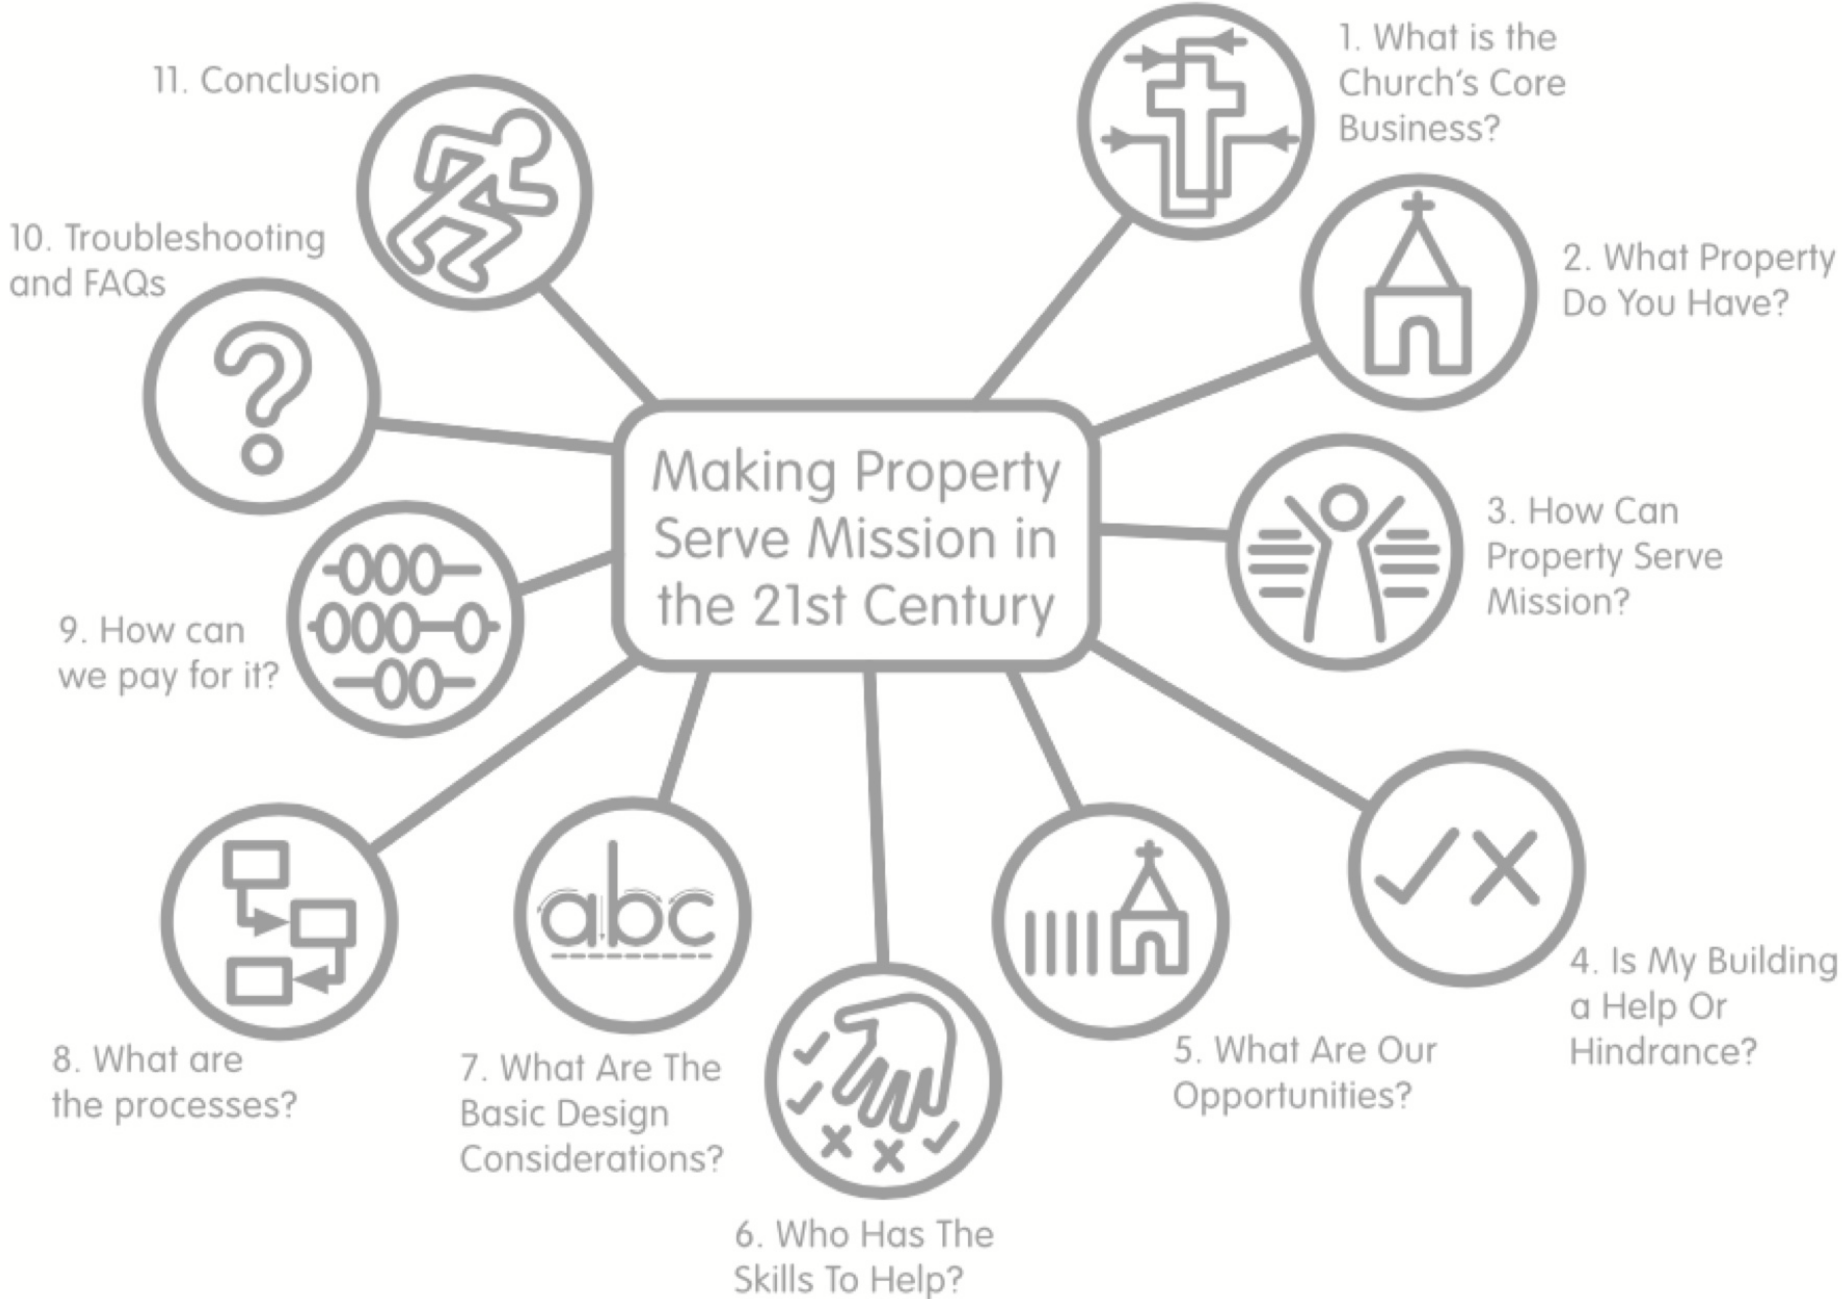 Making Property
Serve Mission in
the 21st Century
1. What is the
Church's Core
Business?
2. What Property
Do You Have?
3. How Can
Property Serve
Mission?
4. Is My Building
a Help Or
Hindrance?
5. What Are Our
Opportunities?
6. Who Has The
Skills To Help?
7. What Are The
Basic Design
Considerations?
abc
8. What are
the processes?
9. How can
we pay for it?
10. Troubleshooting
and FAQs
?
11. Conclusion